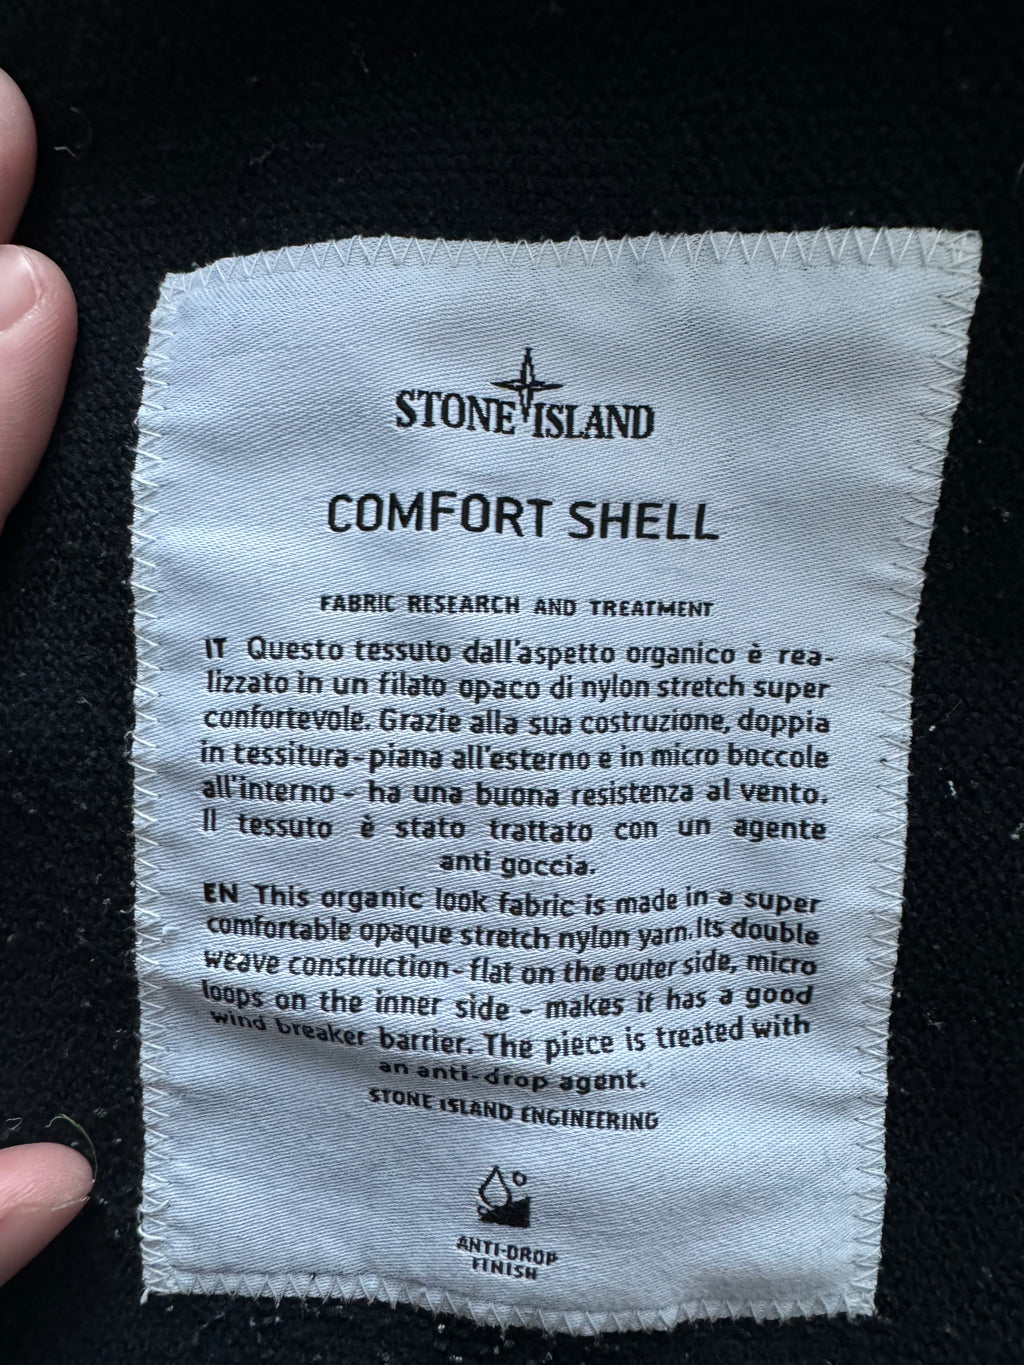 STONE ISLAND
COMFORT SHELL
FABRIC RESEARCH AND TREATMENT
IT Questo tessuto dall'aspetto organico è rea-
lizzato in un filato opaco di nylon stretch super
confortevole. Grazie alla sua costruzione, doppia
in tessitura-piana all'esterno e in micro boccole
all'interno - ha una buona resistenza al vento.
Il tessuto è stato trattato con un agente
anti goccia.
EN This organic look fabric is made in a super
comfortable opaque stretch nylon yarn.Its double
weave construction-flat on the outer side, micro
loops on the inner side - makes it has a good
wind breaker barrier. The piece is treated with
an anti-drop agent.
STONE ISLAND ENGINEERING
ANTI-DROP
FINISH